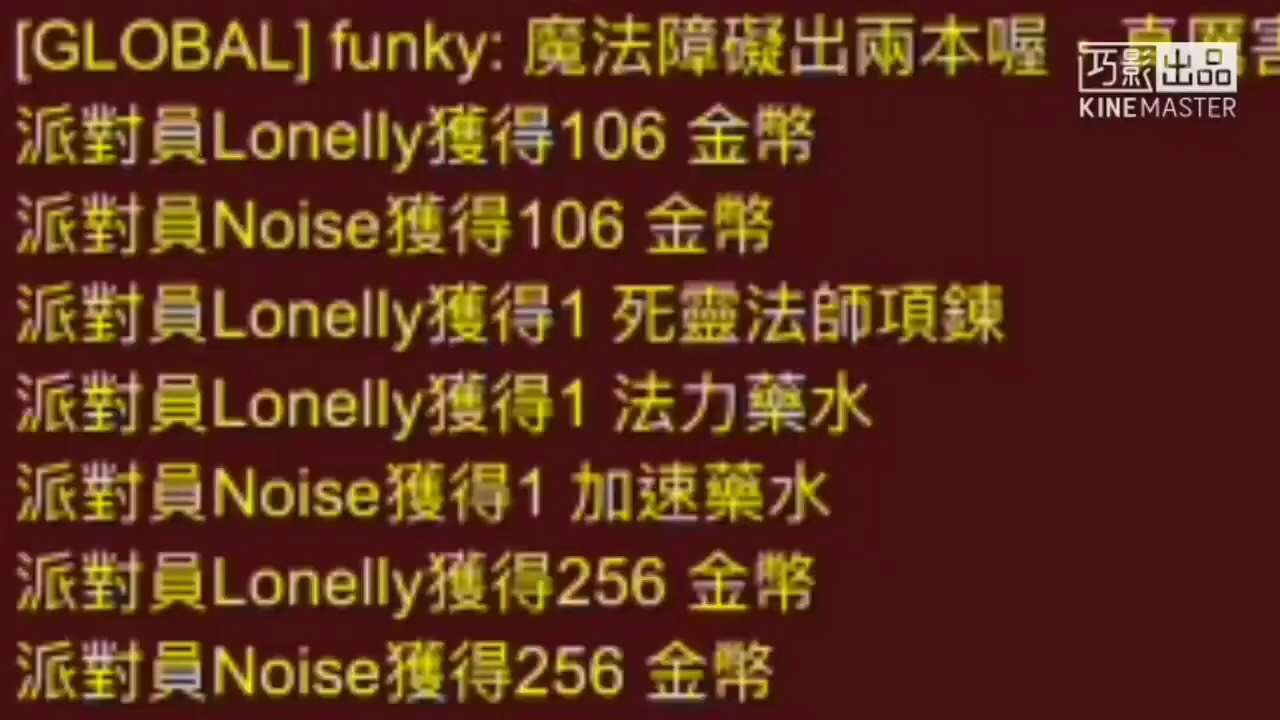 [GLOBAL] funky: 魔法障礙出兩本喔，真厲害
派對員Lonelly獲得106 金幣
派對員Noise獲得106 金幣
派對員Lonelly獲得1 死靈法師項鍊
派對員Lonelly獲得1 法力藥水
派對員Noise獲得1 加速藥水
派對員Lonelly獲得256 金幣
派對員Noise獲得256 金幣
巧影出品
KINEMASTER